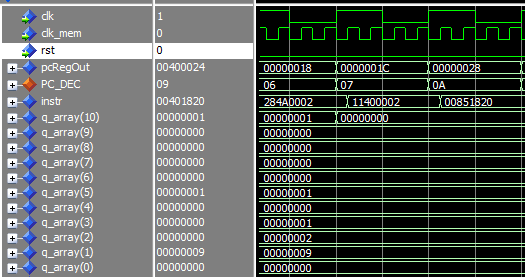 clk 1
clk_mem 0
rst 0
pcRegOut 00400024 00000018 0000001C 00000028
PC_DEC 09 06 07 0A
instr 00401820 284A0002 11400002 00851820
q_array(10) 00000001 00000001 00000000
q_array(9) 00000000 00000000
q_array(8) 00000000 00000000
q_array(7) 00000000 00000000
q_array(6) 00000000 00000000
q_array(5) 00000001 00000001
q_array(4) 00000000 00000000
q_array(3) 00000000 00000001
q_array(2) 00000000 00000002
q_array(1) 00000009 00000009
q_array(0) 00000000 00000000